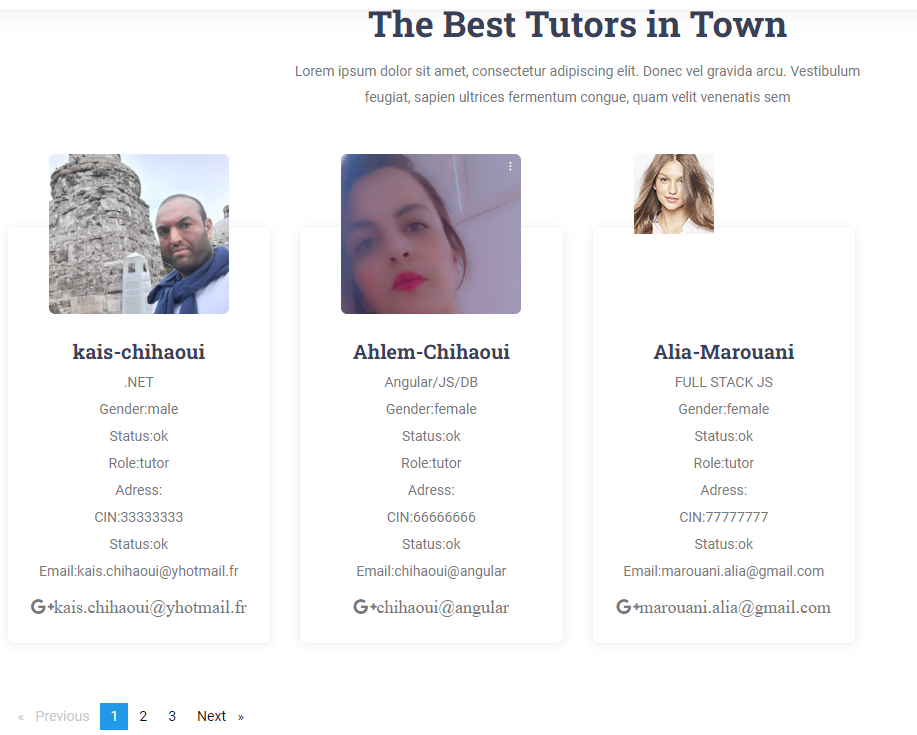 The Best Tutors in Town
Lorem ipsum dolor sit amet, consectetur adipiscing elit. Donec vel gravida arcu. Vestibulum
feugiat, sapien ultrices fermentum congue, quam velit venenatis sem
kais-chihaoui
.NET
Gender:male
Status:ok
Role:tutor
Adress:
CIN:33333333
Status:ok
Email:kais.chihaoui@yhotmail.fr
G+kais.chihaoui@yhotmail.fr
Ahlem-Chihaoui
Angular/JS/DB
Gender:female
Status:ok
Role:tutor
Adress:
CIN:66666666
Status:ok
Email:chihaoui@angular
G+chihaoui@angular
Alia-Marouani
FULL STACK JS
Gender:female
Status:ok
Role:tutor
Adress:
CIN:77777777
Status:ok
Email:marouani.alia@gmail.com
G+marouani.alia@gmail.com
« Previous 1 2 3 Next »